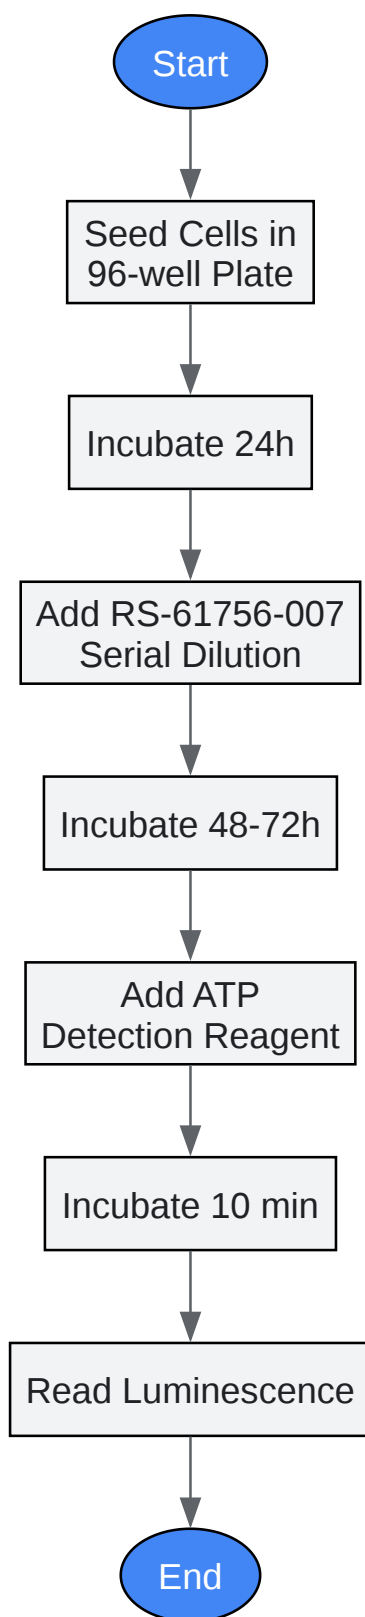 Start
Seed Cells in
96-well Plate
Incubate 24h
Add RS-61756-007
Serial Dilution
Incubate 48-72h
Add ATP
Detection Reagent
Incubate 10 min
Read Luminescence
End